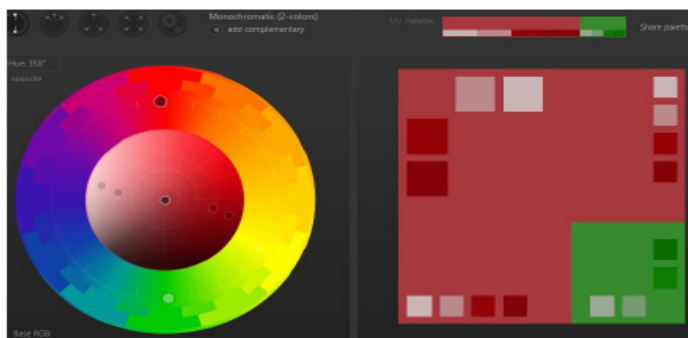 Monochromatic (2-colors)
add complementary
Hue: 358°
opposite
Base RGB
My Palette:
Share palette